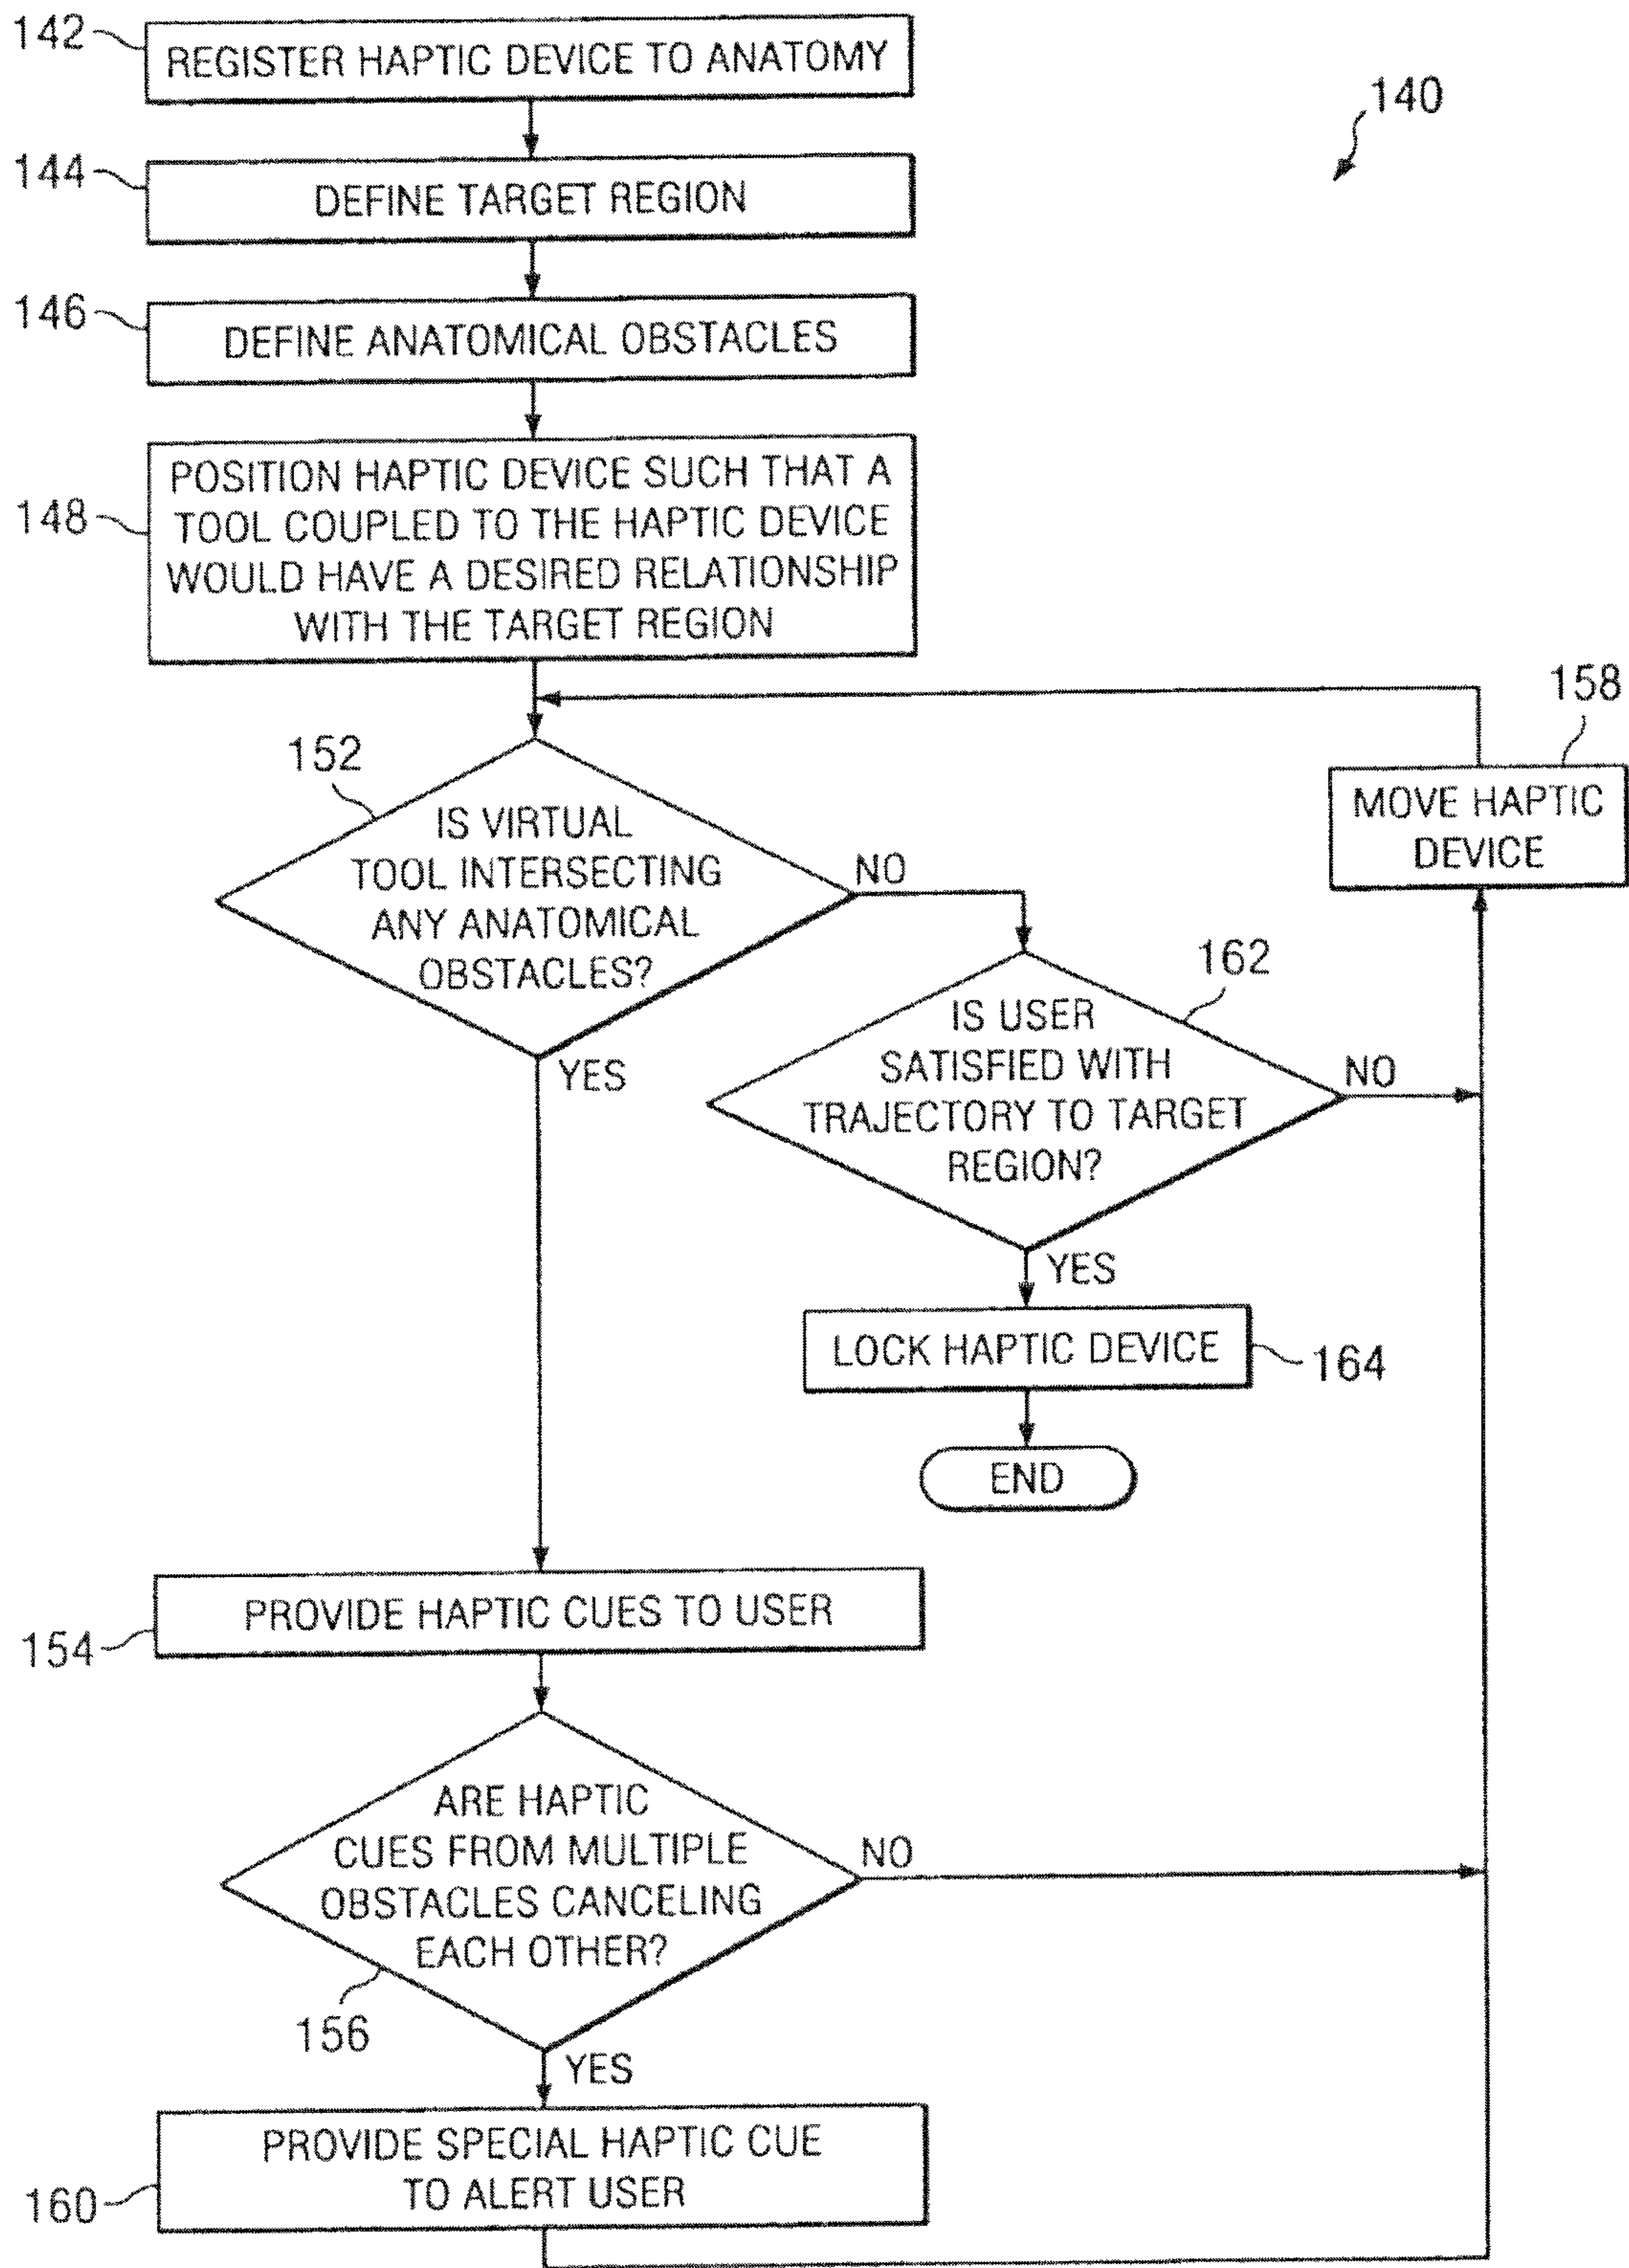 142
REGISTER HAPTIC DEVICE TO ANATOMY
140
144
DEFINE TARGET REGION
146
DEFINE ANATOMICAL OBSTACLES
148
POSITION HAPTIC DEVICE SUCH THAT A
TOOL COUPLED TO THE HAPTIC DEVICE
WOULD HAVE A DESIRED RELATIONSHIP
WITH THE TARGET REGION
158
MOVE HAPTIC
DEVICE
152
IS VIRTUAL
TOOL INTERSECTING
ANY ANATOMICAL
OBSTACLES?
NO
YES
162
IS USER
SATISFIED WITH
TRAJECTORY TO TARGET
REGION?
NO
YES
LOCK HAPTIC DEVICE
164
END
PROVIDE HAPTIC CUES TO USER
154
ARE HAPTIC
CUES FROM MULTIPLE
OBSTACLES CANCELING
EACH OTHER?
NO
156
YES
PROVIDE SPECIAL HAPTIC CUE
TO ALERT USER
160